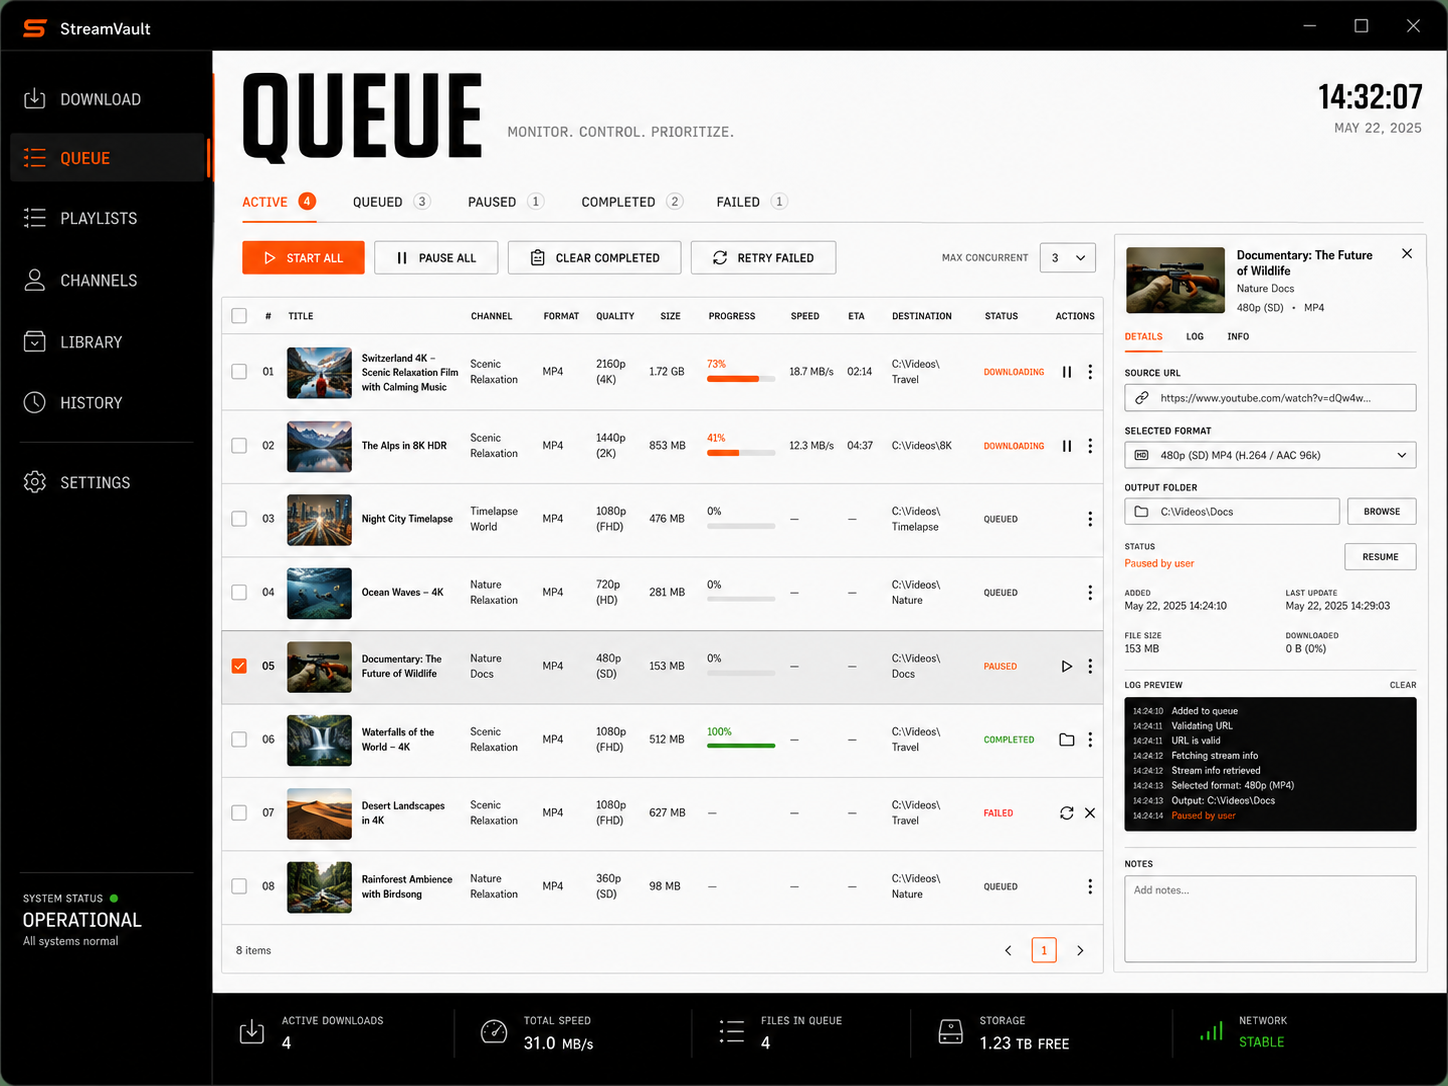 StreamVault
DOWNLOAD
QUEUE
PLAYLISTS
CHANNELS
LIBRARY
HISTORY
SETTINGS
SYSTEM STATUS
OPERATIONAL
All systems normal
QUEUE
MONITOR. CONTROL. PRIORITIZE.
14:32:07
MAY 22, 2025
ACTIVE 4 QUEUED 3 PAUSED 1 COMPLETED 2 FAILED 1
START ALL PAUSE ALL CLEAR COMPLETED RETRY FAILED MAX CONCURRENT 3
# TITLE CHANNEL FORMAT QUALITY SIZE PROGRESS SPEED ETA DESTINATION STATUS ACTIONS
01 Switzerland 4K –
Scenic Relaxation Film
with Calming Music
Scenic
Relaxation
MP4
2160p
(4K)
1.72 GB
73%
18.7 MB/s
02:14
C:\Videos\
Travel
DOWNLOADING
02 The Alps in 8K HDR
Scenic
Relaxation
MP4
1440p
(2K)
853 MB
41%
12.3 MB/s
04:37
C:\Videos\8K
DOWNLOADING
03 Night City Timelapse
Timelapse
World
MP4
1080p
(FHD)
476 MB
0%
—
—
C:\Videos\
Timelapse
QUEUED
04 Ocean Waves – 4K
Nature
Relaxation
MP4
720p
(HD)
281 MB
0%
—
—
C:\Videos\
Nature
QUEUED
05 Documentary: The
Future of Wildlife
Nature
Docs
MP4
480p
(SD)
153 MB
0%
—
—
C:\Videos\
Docs
PAUSED
06 Waterfalls of the
World – 4K
Scenic
Relaxation
MP4
1080p
(FHD)
512 MB
100%
—
—
C:\Videos\
Travel
COMPLETED
07 Desert Landscapes
in 4K
Scenic
Relaxation
MP4
1080p
(FHD)
627 MB
—
—
—
C:\Videos\
Travel
FAILED
08 Rainforest Ambience
with Birdsong
Nature
Relaxation
MP4
360p
(SD)
98 MB
—
—
—
C:\Videos\
Nature
QUEUED
8 items
1
Documentary: The Future
of Wildlife
Nature Docs
480p (SD) • MP4
DETAILS LOG INFO
SOURCE URL
https://www.youtube.com/watch?v=dQw4w...
SELECTED FORMAT
HD 480p (SD) MP4 (H.264 / AAC 96k)
OUTPUT FOLDER
C:\Videos\Docs BROWSE
STATUS
Paused by user
RESUME
ADDED
May 22, 2025 14:24:10
LAST UPDATE
May 22, 2025 14:29:03
FILE SIZE
153 MB
DOWNLOADED
0 B (0%)
LOG PREVIEW CLEAR
14:24:10 Added to queue
14:24:11 Validating URL
14:24:11 URL is valid
14:24:12 Fetching stream info
14:24:12 Stream info retrieved
14:24:13 Selected format: 480p (MP4)
14:24:13 Output: C:\Videos\Docs
14:24:14 Paused by user
NOTES
Add notes...
ACTIVE DOWNLOADS
4
TOTAL SPEED
31.0 MB/s
FILES IN QUEUE
4
STORAGE
1.23 TB FREE
NETWORK
STABLE